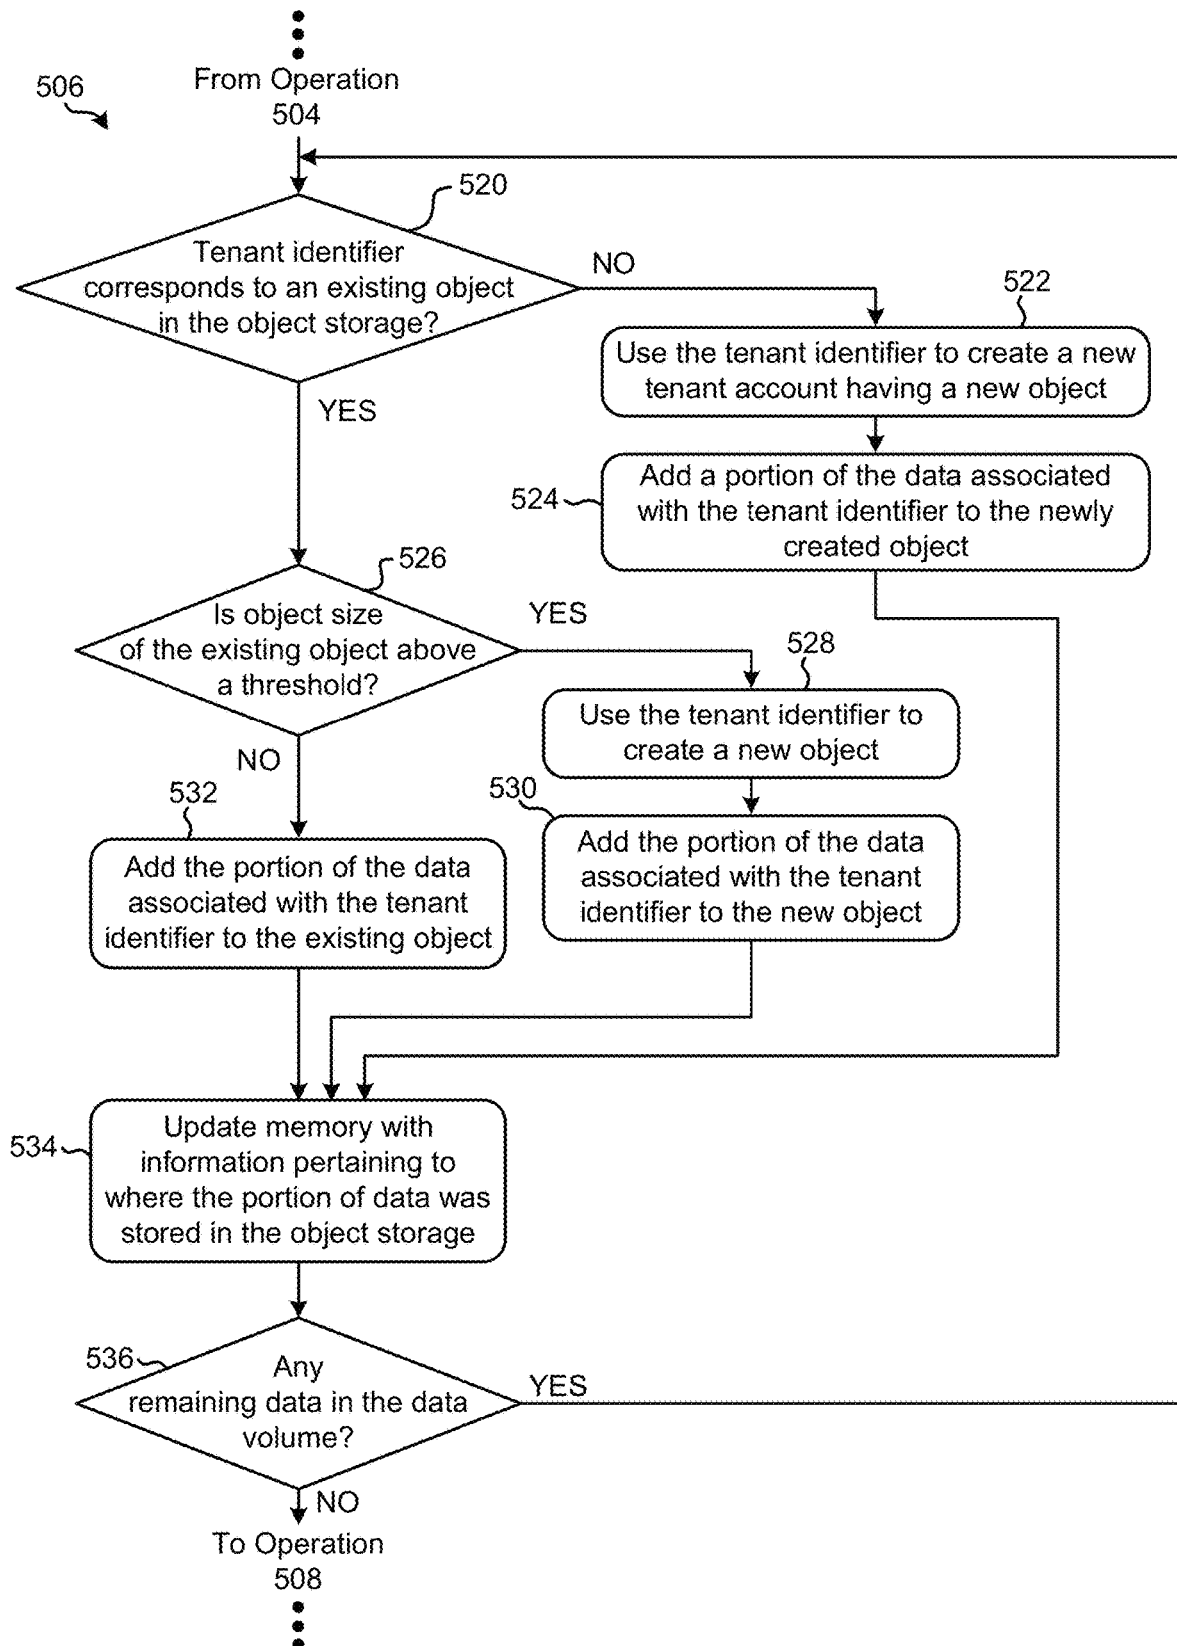 From Operation
504
506
520
Tenant identifier
corresponds to an existing object
in the object storage?
NO
YES
522
Use the tenant identifier to create a new
tenant account having a new object
524
Add a portion of the data associated
with the tenant identifier to the newly
created object
526
Is object size
of the existing object above
a threshold?
YES
NO
528
Use the tenant identifier to
create a new object
530
Add the portion of the data
associated with the tenant
identifier to the new object
532
Add the portion of the data
associated with the tenant
identifier to the existing object
534
Update memory with
information pertaining to
where the portion of data was
stored in the object storage
536
Any
remaining data in the data
volume?
YES
NO
To Operation
508